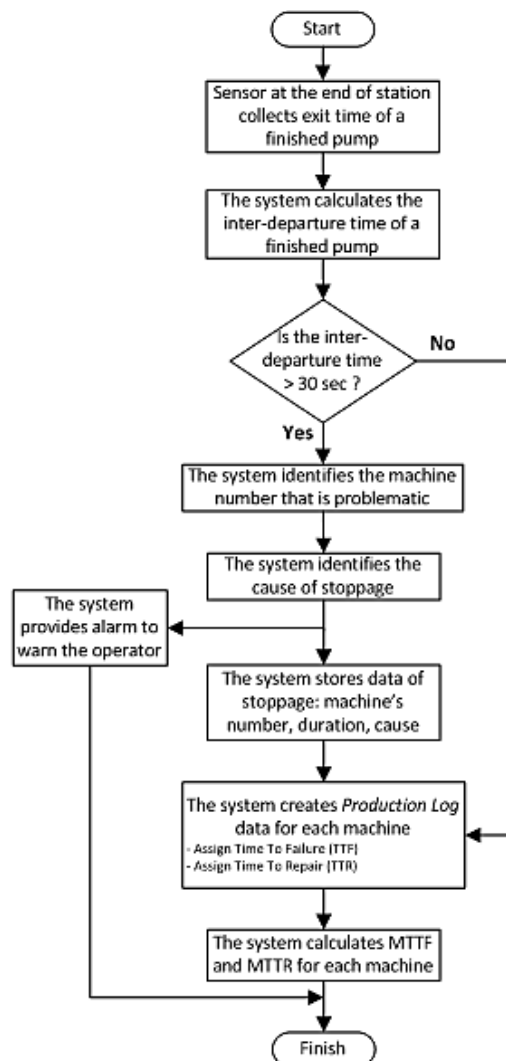 Start
Sensor at the end of station
collects exit time of a
finished pump
The system calculates the
inter-departure time of a
finished pump
Is the inter-
departure time
> 30 sec ?
No
Yes
The system identifies the machine
number that is problematic
The system identifies the
cause of stoppage
The system
provides alarm to
warn the operator
The system stores data of
stoppage: machine's
number, duration, cause
The system creates Production Log
data for each machine
- Assign Time To Failure (TTF)
- Assign Time To Repair (TTR)
The system calculates MTTF
and MTTR for each machine
Finish